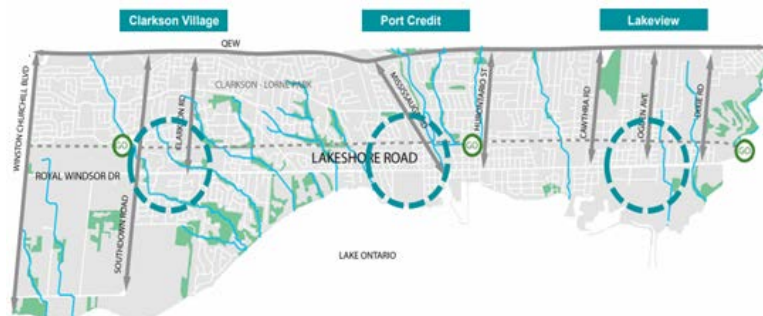 Clarkson Village
Port Credit
Lakeview
QEW
WINSTON CHURCHILL BLVD
CLARKSON RD
CLARKSON - LORNE PARK
MISSISSAUGA RD
HURONTARIO ST
CAWTHRA RD
OGDEN AVE
DIXIE RD
GO
GO
GO
LAKESHORE ROAD
ROYAL WINDSOR DR
SOUTHDOWN ROAD
LAKE ONTARIO